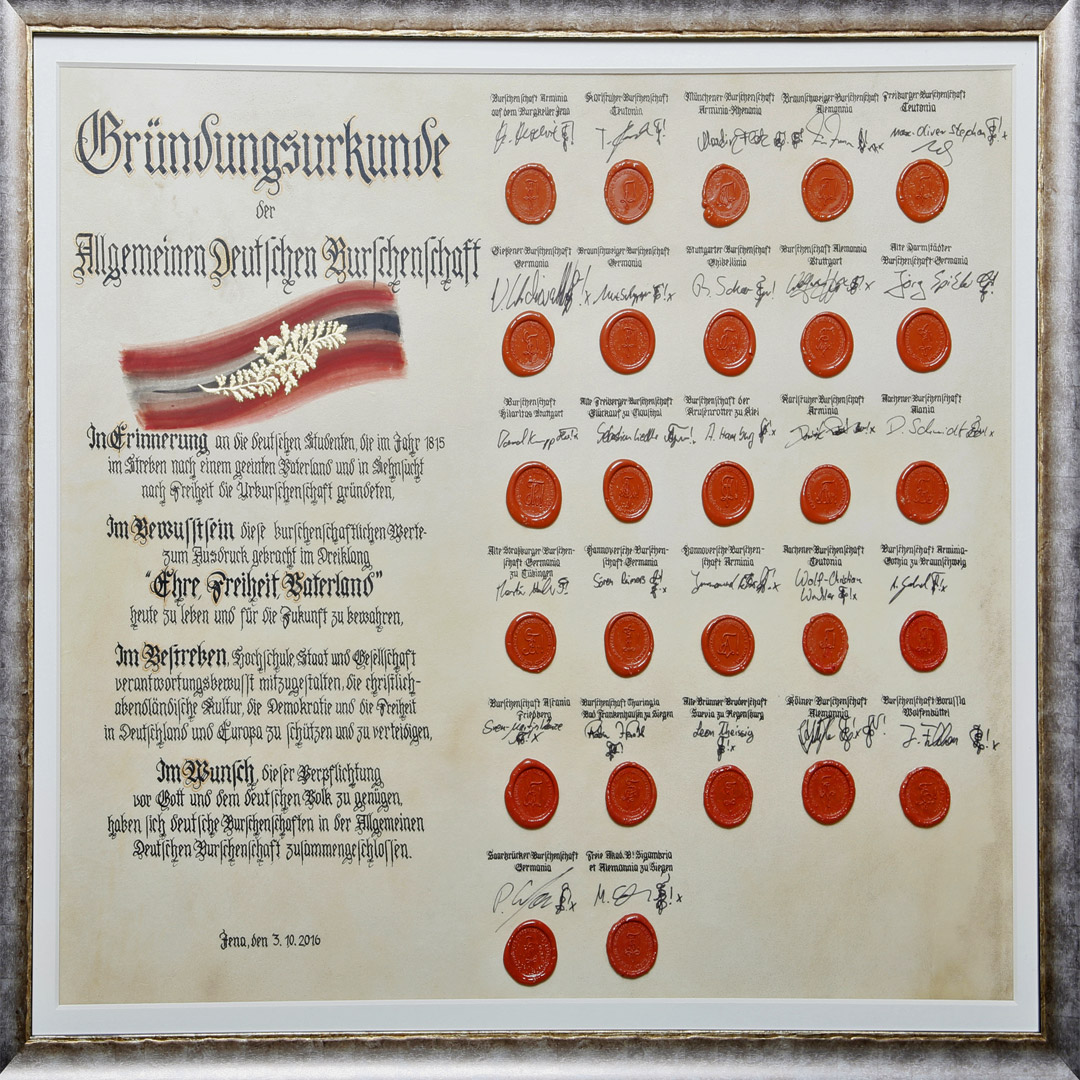 Gründungsurkunde
der
Allgemeinen Deutschen Burschenschaft
In Erinnerung an die deutschen Studenten, die im Jahr 1815
im Streben nach einem geeinten Vaterland und in Sehnsucht
nach Freiheit die Urburschenschaft gründeten,
Im Bewusstsein diese burschenschaftlichen Werte-
zum Ausdruck gebracht im Dreiklang
"Ehre Freiheit Vaterland"
heute zu leben und für die Zukunft zu bewahren,
Im Bestreben, Hochschule, Staat und Gesellschaft
verantwortungsbewusst mitzugestalten, die christlich-
abendländische Kultur, die Demokratie und die Freiheit
in Deutschland und Europa zu schützen und zu verteidigen,
Im Wunsch, dieser Verpflichtung
vor Gott und dem deutschen Volk zu genügen,
haben sich deutsche Burschenschaften in der Allgemeinen
Deutschen Burschenschaft zusammengeschlossen.
Jena, den 3. 10. 2016
Burschenschaft Arminia
auf dem Burgkeller Jena
Karlsruher Burschenschaft
Teutonia
Münchener Burschenschaft
Arminia-Rhenania
Braunschweiger Burschenschaft
Alemannia
Freiburger Burschenschaft
Teutonia
Max-Oliver Stephan
Gießener Burschenschaft
Germania
Braunschweiger Burschenschaft
Germania
Stuttgarter Burschenschaft
Ghibellinia
Burschenschaft Alemannia
Stuttgart
Alte Darmstädter
Burschenschaft Germania
Jörg
Burschenschaft
Hilaritas Stuttgart
Alte Freiberger Burschenschaft
Glückauf zu Clausthal
Sebastian
Burschenschaft der
Krusenrotter zu Kiel
A. Hamburg
Karlsruher Burschenschaft
Arminia
Aachener Burschenschaft
Alania
D. Schmidt
Alte Straßburger Burschen-
schaft Germania
zu Tübingen
Martin
Hannoversche Burschen-
schaft Germania
Sören
Hannoversche Burschen-
schaft Arminia
Aachener Burschenschaft
Teutonia
Wolf-Christian
Burschenschaft Arminia-
Gothia zu Braunschweig
Burschenschaft Askania
Friedberg
Burschenschaft Thuringia
Bad Frankenhausen zu Siegen
Alte Brünner Bruderschaft
Suevia zu Regensburg
Leon
Kölner Burschenschaft
Alemannia
Burschenschaft Borussia
Wolfenbüttel
Saarbrücker Burschenschaft
Germania
Freie Akad. B! Sigambria
et Alemannia zu Siegen